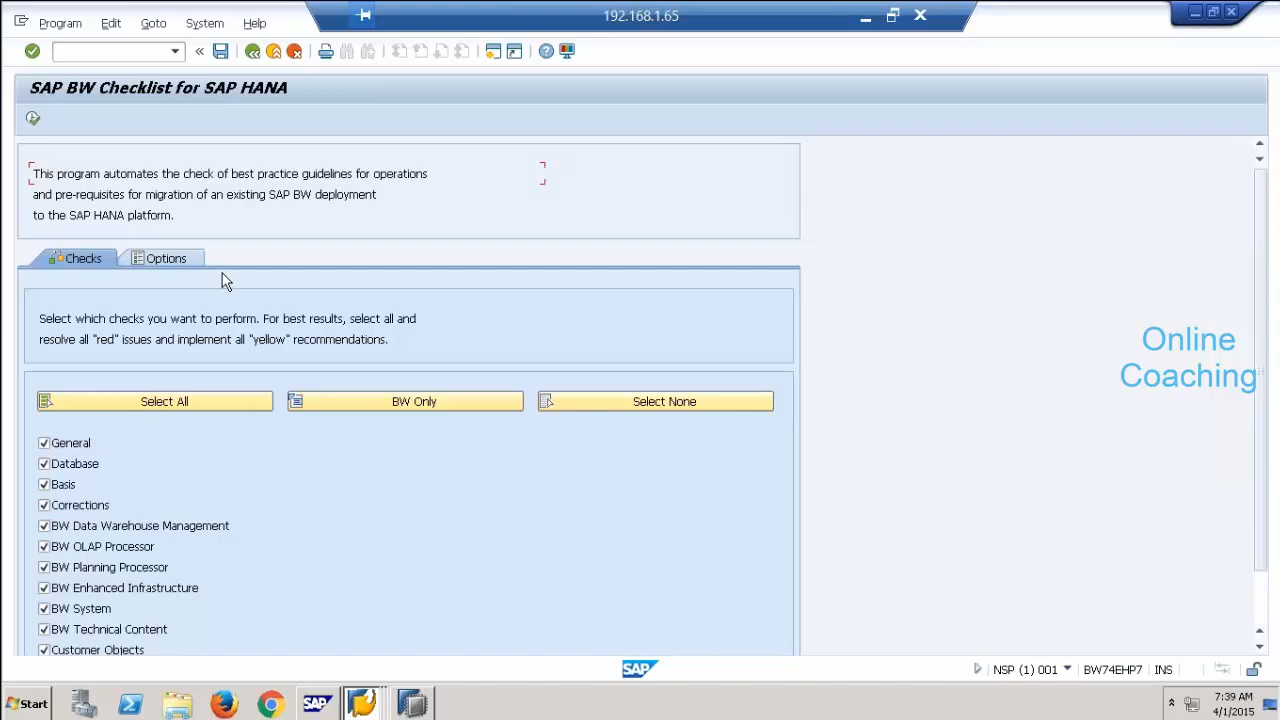 192.168.1.65
Program Edit Goto System Help
SAP BW Checklist for SAP HANA
This program automates the check of best practice guidelines for operations
and pre-requisites for migration of an existing SAP BW deployment
to the SAP HANA platform.
Checks Options
Select which checks you want to perform. For best results, select all and
resolve all "red" issues and implement all "yellow" recommendations.
Select All BW Only Select None
General
Database
Basis
Corrections
BW Data Warehouse Management
BW OLAP Processor
BW Planning Processor
BW Enhanced Infrastructure
BW System
BW Technical Content
Customer Objects
Online
Coaching
SAP
NSP (1) 001 BW74EHP7 INS
Start
SAP
7:39 AM
4/1/2015